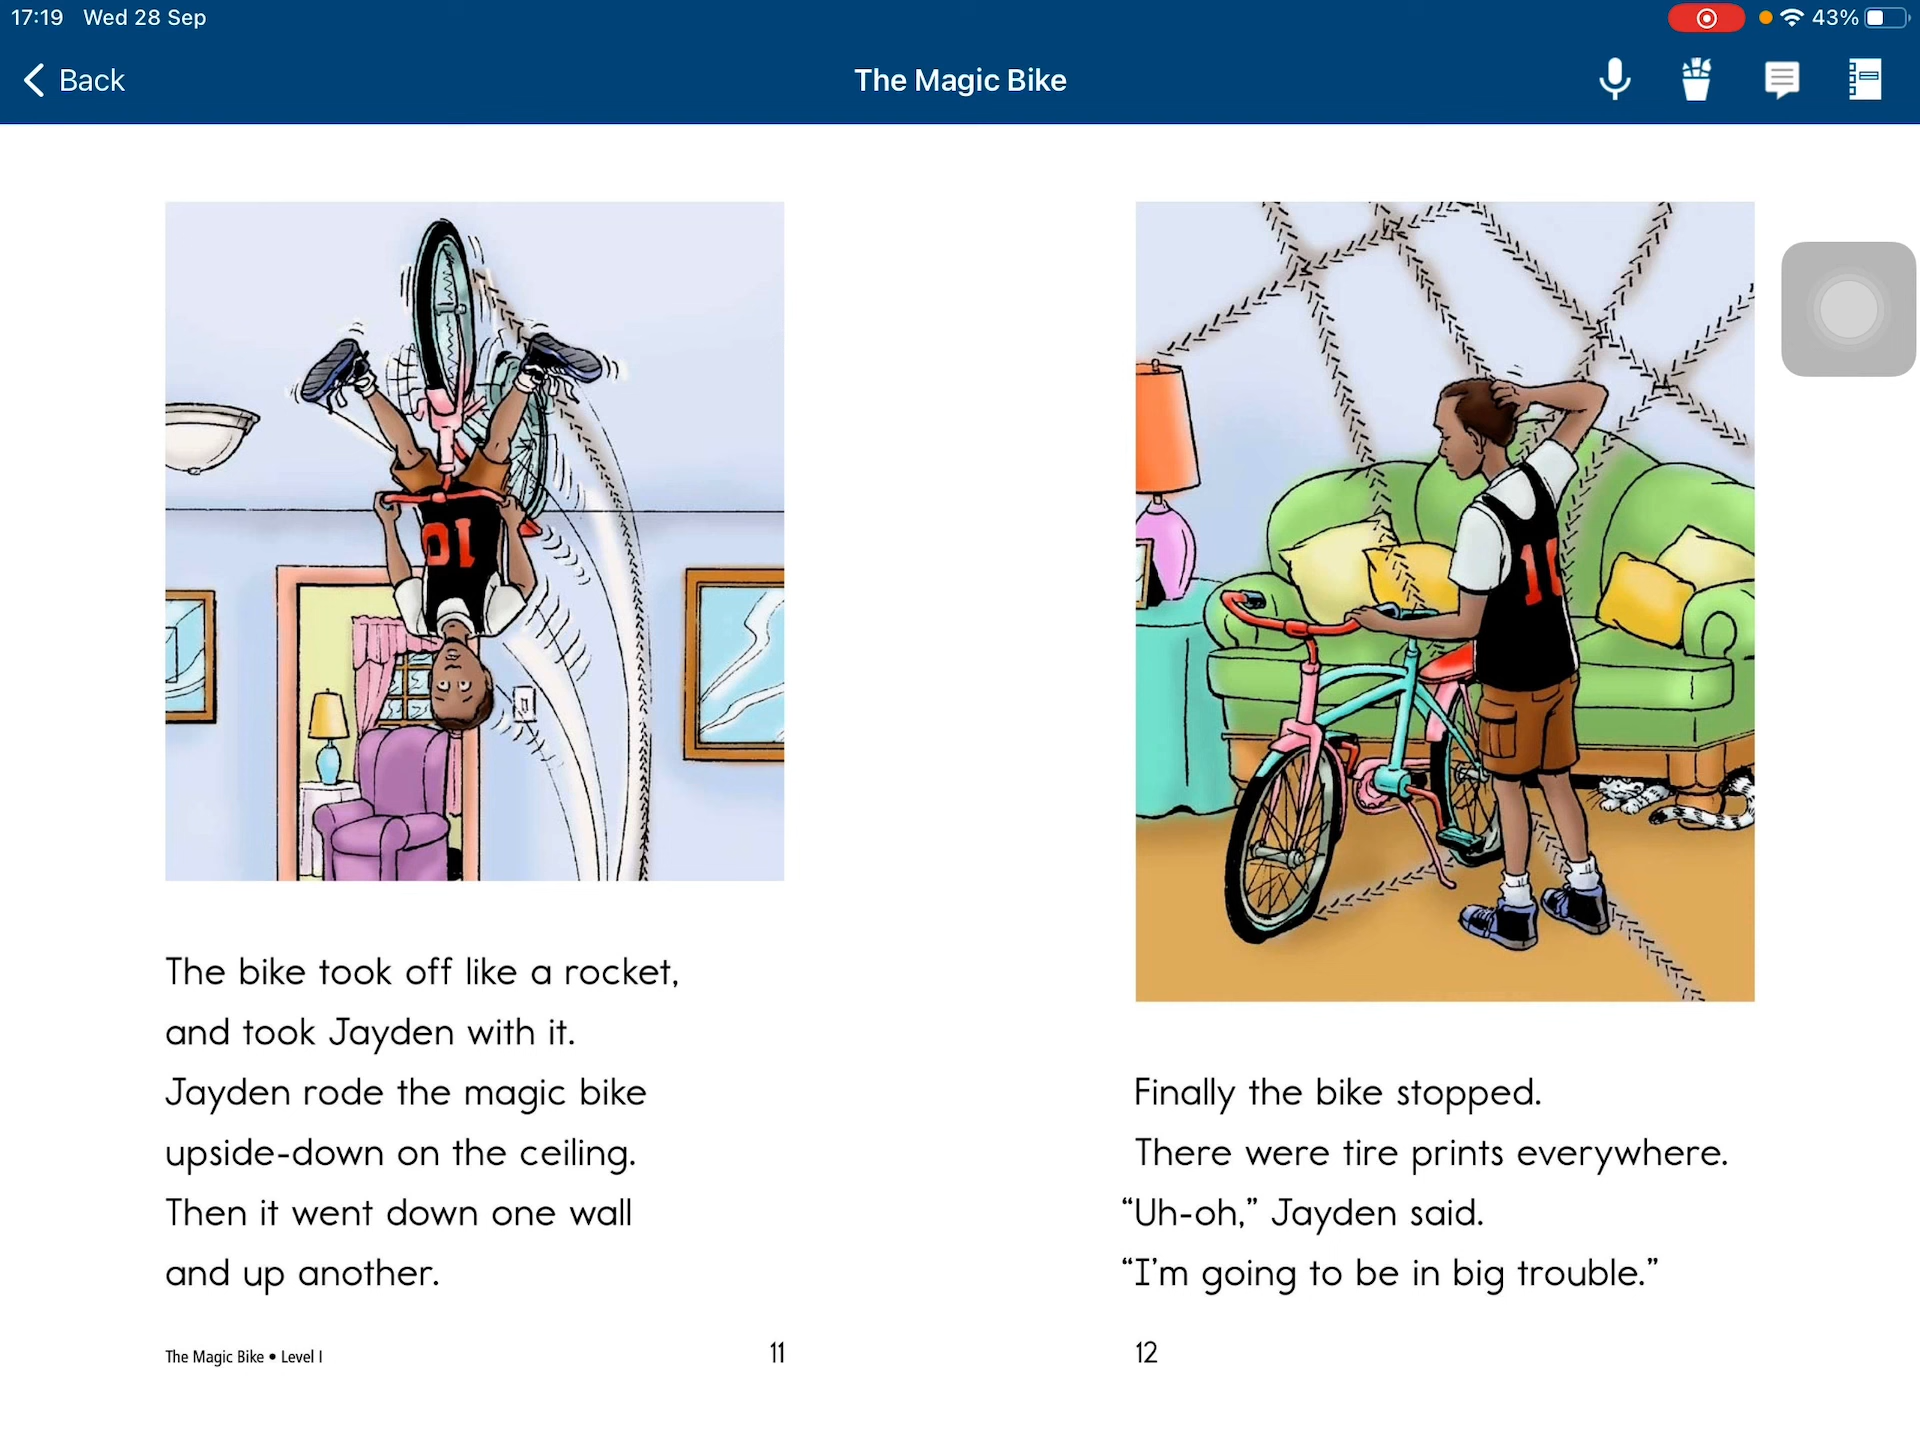 17:19 Wed 28 Sep
43%
Back
The Magic Bike
10
The bike took off like a rocket,
and took Jayden with it.
Jayden rode the magic bike
upside-down on the ceiling.
Then it went down one wall
and up another.
The Magic Bike • Level I
11
10
Finally the bike stopped.
There were tire prints everywhere.
“Uh-oh,” Jayden said.
“I’m going to be in big trouble.”
12